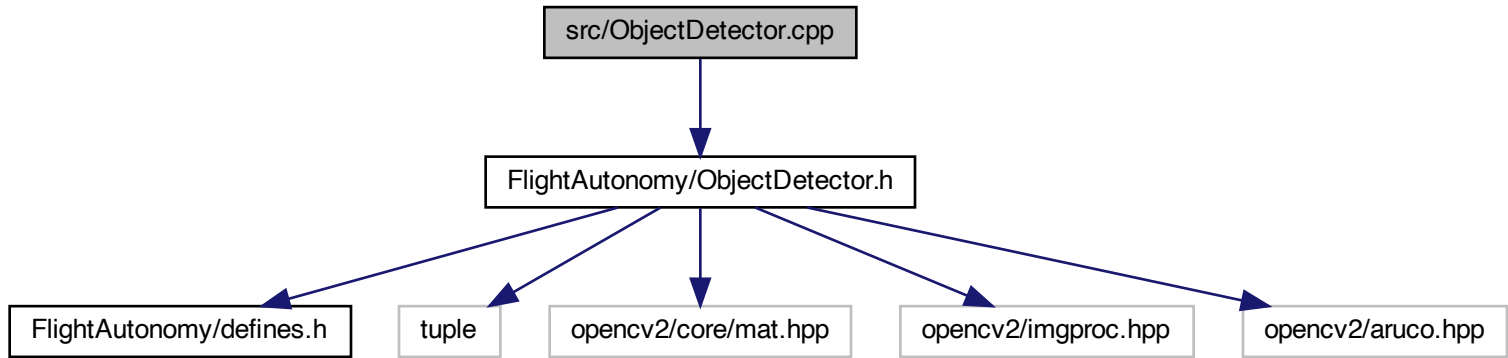 src/ObjectDetector.cpp
FlightAutonomy/ObjectDetector.h
FlightAutonomy/defines.h
tuple
opencv2/core/mat.hpp
opencv2/imgproc.hpp
opencv2/aruco.hpp